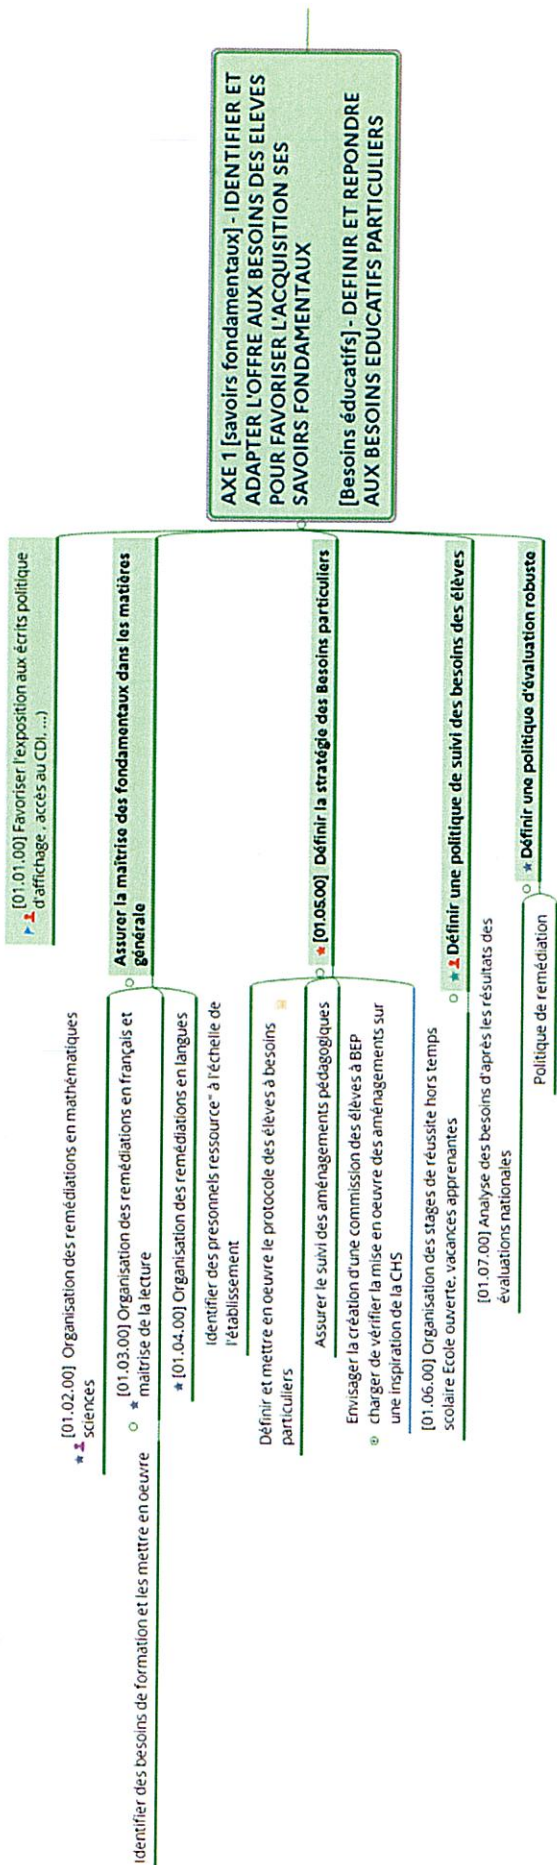 AXE 1 [savoirs fondamentaux] - IDENTIFIER ET
ADAPTER L'OFFRE AUX BESOINS DES ELEVES
POUR FAVORISER L'ACQUISITION SES
SAVOIRS FONDAMENTAUX
[Besoins éducatifs] - DEFINIR ET REPONDRE
AUX BESOINS EDUCATIFS PARTICULIERS
[01.01.00] Favoriser l'exposition aux écrits politique
d'affichage , accès au CDI, ...)
Assurer la maîtrise des fondamentaux dans les matières
générale
[01.02.00] Organisation des remédiations en mathématiques
sciences
[01.03.00] Organisation des remédiations en français et
maitrise de la lecture
Identifier des besoins de formation et les mettre en oeuvre
[01.04.00] Organisation des remédiations en langues
[01.05.00] Définir la stratégie des Besoins particuliers
Identifier des presonnels ressource" à l'échelle de
l'établissement
Définir et mettre en oeuvre le protocole des élèves à besoins
particuliers
Assurer le suivi des aménagements pédagogiques
Envisager la création d'une commission des élèves à BEP
charger de vérifier la mise en oeuvre des aménagements sur
une inspiration de la CHS
Définir une politique de suivi des besoins des élèves
[01.06.00] Organisation des stages de réussite hors temps
scolaire Ecole ouverte, vacances apprenantes
Définir une politique d'évaluation robuste
[01.07.00] Analyse des besoins d'après les résultats des
évaluations nationales
Politique de remédiation